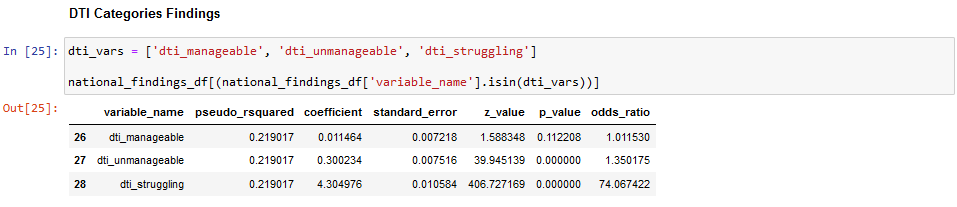 DTI Categories Findings
In [25]: dti_vars = ['dti_manageable', 'dti_unmanageable', 'dti_struggling']
national_findings_df[(national_findings_df['variable_name'].isin(dti_vars))]
Out[25]:
variable_name pseudo_rsquared coefficient standard_error z_value p_value odds_ratio
26 dti_manageable 0.219017 0.011464 0.007218 1.588348 0.112208 1.011530
27 dti_unmanageable 0.219017 0.300234 0.007516 39.945139 0.000000 1.350175
28 dti_struggling 0.219017 4.304976 0.010584 406.727169 0.000000 74.067422